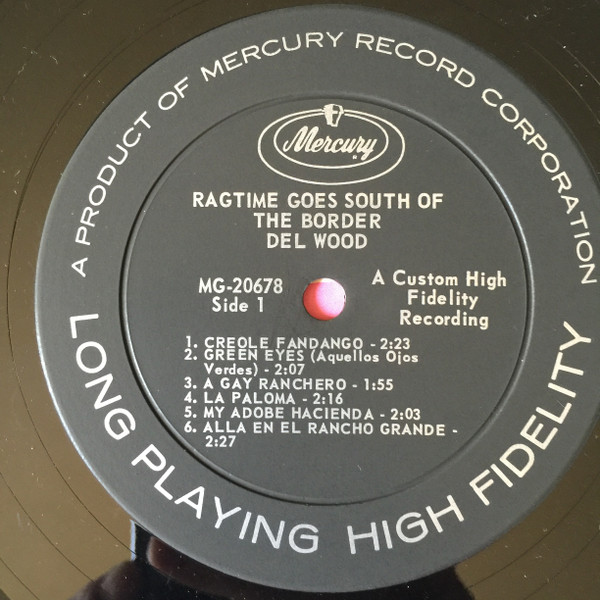 A PRODUCT OF MERCURY RECORD CORPORATION
Mercury
RAGTIME GOES SOUTH OF
THE BORDER
DEL WOOD
MG-20678
Side 1
A Custom High
Fidelity
Recording
1. CREOLE FANDANGO - 2:23
2. GREEN EYES (Aquellos Ojos
Verdes) - 2:07
3. A GAY RANCHERO - 1:55
4. LA PALOMA - 2:16
5. MY ADOBE HACIENDA - 2:03
6. ALLA EN EL RANCHO GRANDE -
2:27
LONG PLAYING HIGH FIDELITY